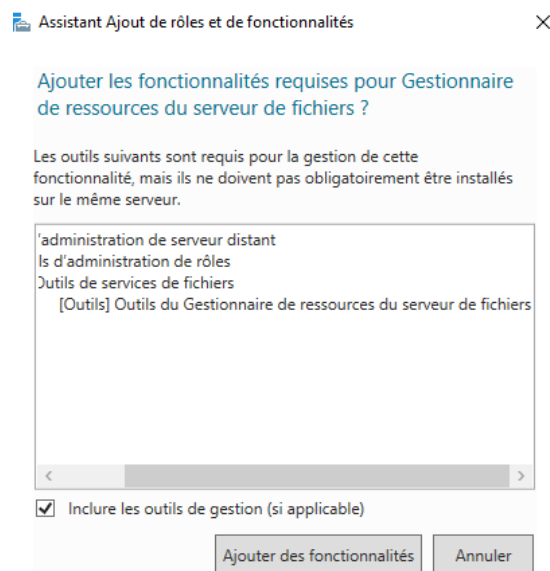 Assistant Ajout de rôles et de fonctionnalités
Ajouter les fonctionnalités requises pour Gestionnaire
de ressources du serveur de fichiers ?
Les outils suivants sont requis pour la gestion de cette
fonctionnalité, mais ils ne doivent pas obligatoirement être installés
sur le même serveur.
'administration de serveur distant
ls d'administration de rôles
Outils de services de fichiers
[Outils] Outils du Gestionnaire de ressources du serveur de fichiers
Inclure les outils de gestion (si applicable)
Ajouter des fonctionnalités Annuler